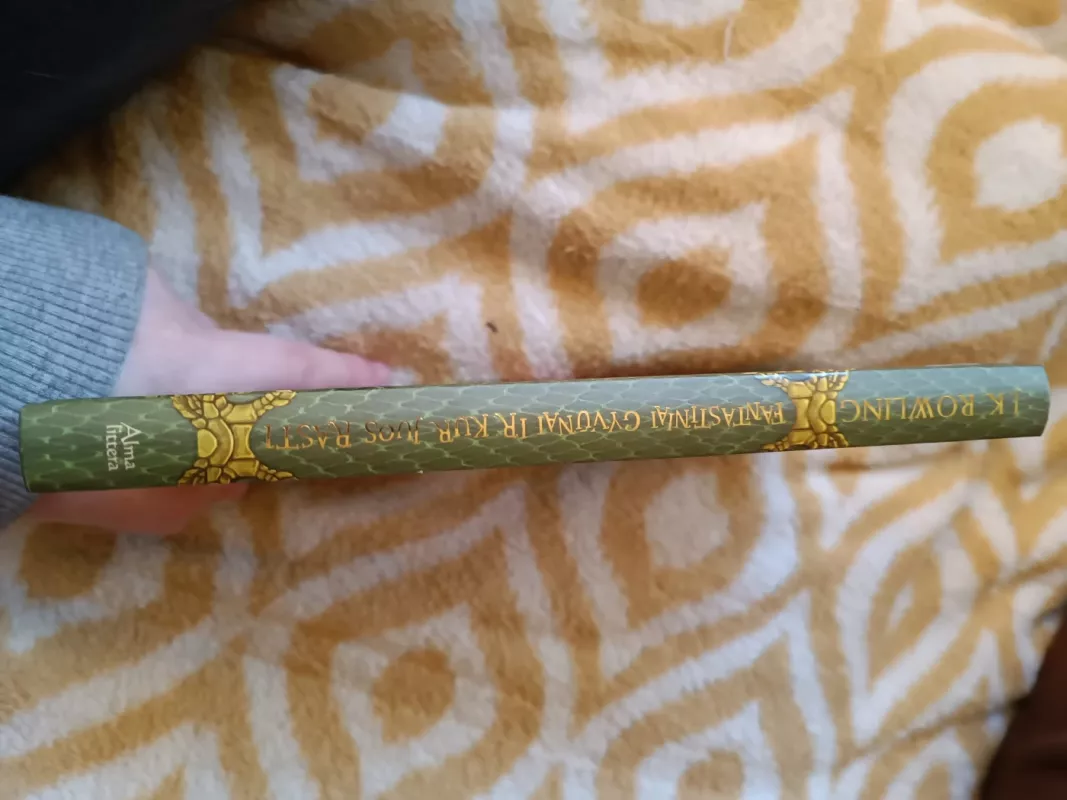 J.K. ROWLING
FANTASTINIAI GYVŪNAI IR KUR JUOS RASTI
Alma
littera